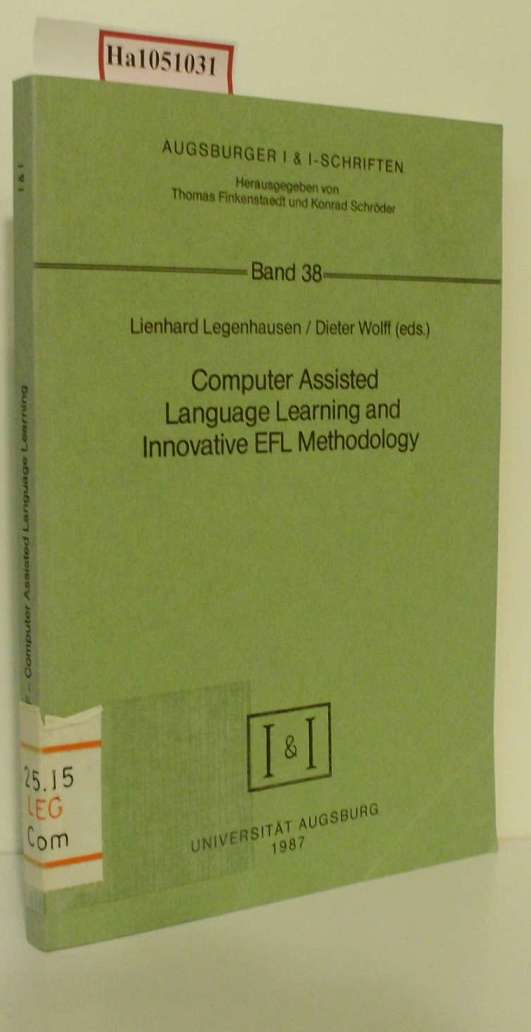 Ha1051031
AUGSBURGER I & I-SCHRIFTEN
Herausgegeben von
Thomas Finkenstaedt und Konrad Schröder
Band 38
Lienhard Legenhausen / Dieter Wolff (eds.)
Computer Assisted
Language Learning and
Innovative EFL Methodology
I & I
UNIVERSITÄT AUGSBURG
1987
I & I
Computer Assisted Language Learning
25.15
LEG
Com